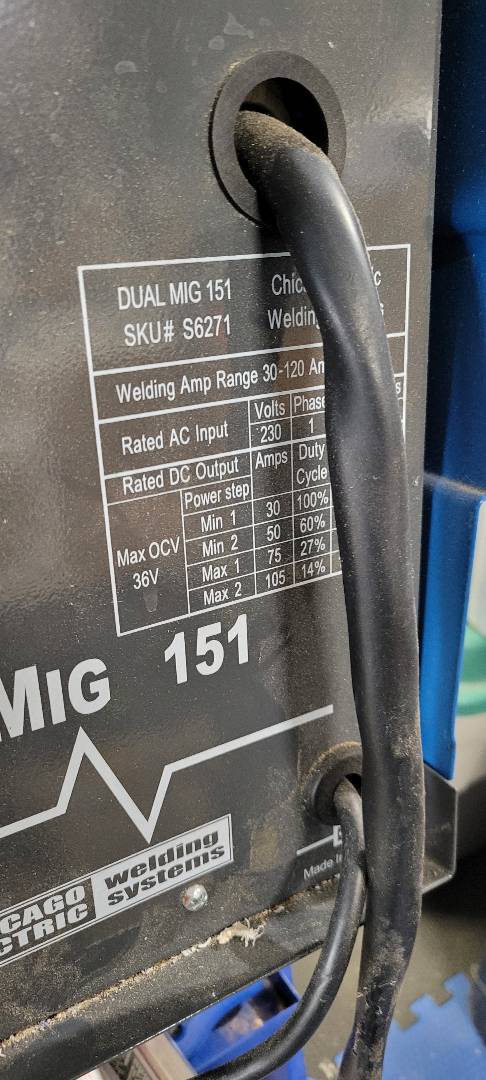 DUAL MIG 151
SKU# S6271 Welding
Welding Amp Range 30-120
Rated AC Input Volts Phase
230 1
Rated DC Output Amps Duty Cycle
Max OCV 36V
Power step
Min 1 30 100%
Min 2 50 60%
Max 1 75 27%
Max 2 105 14%
MIG 151
welding
systems
Made